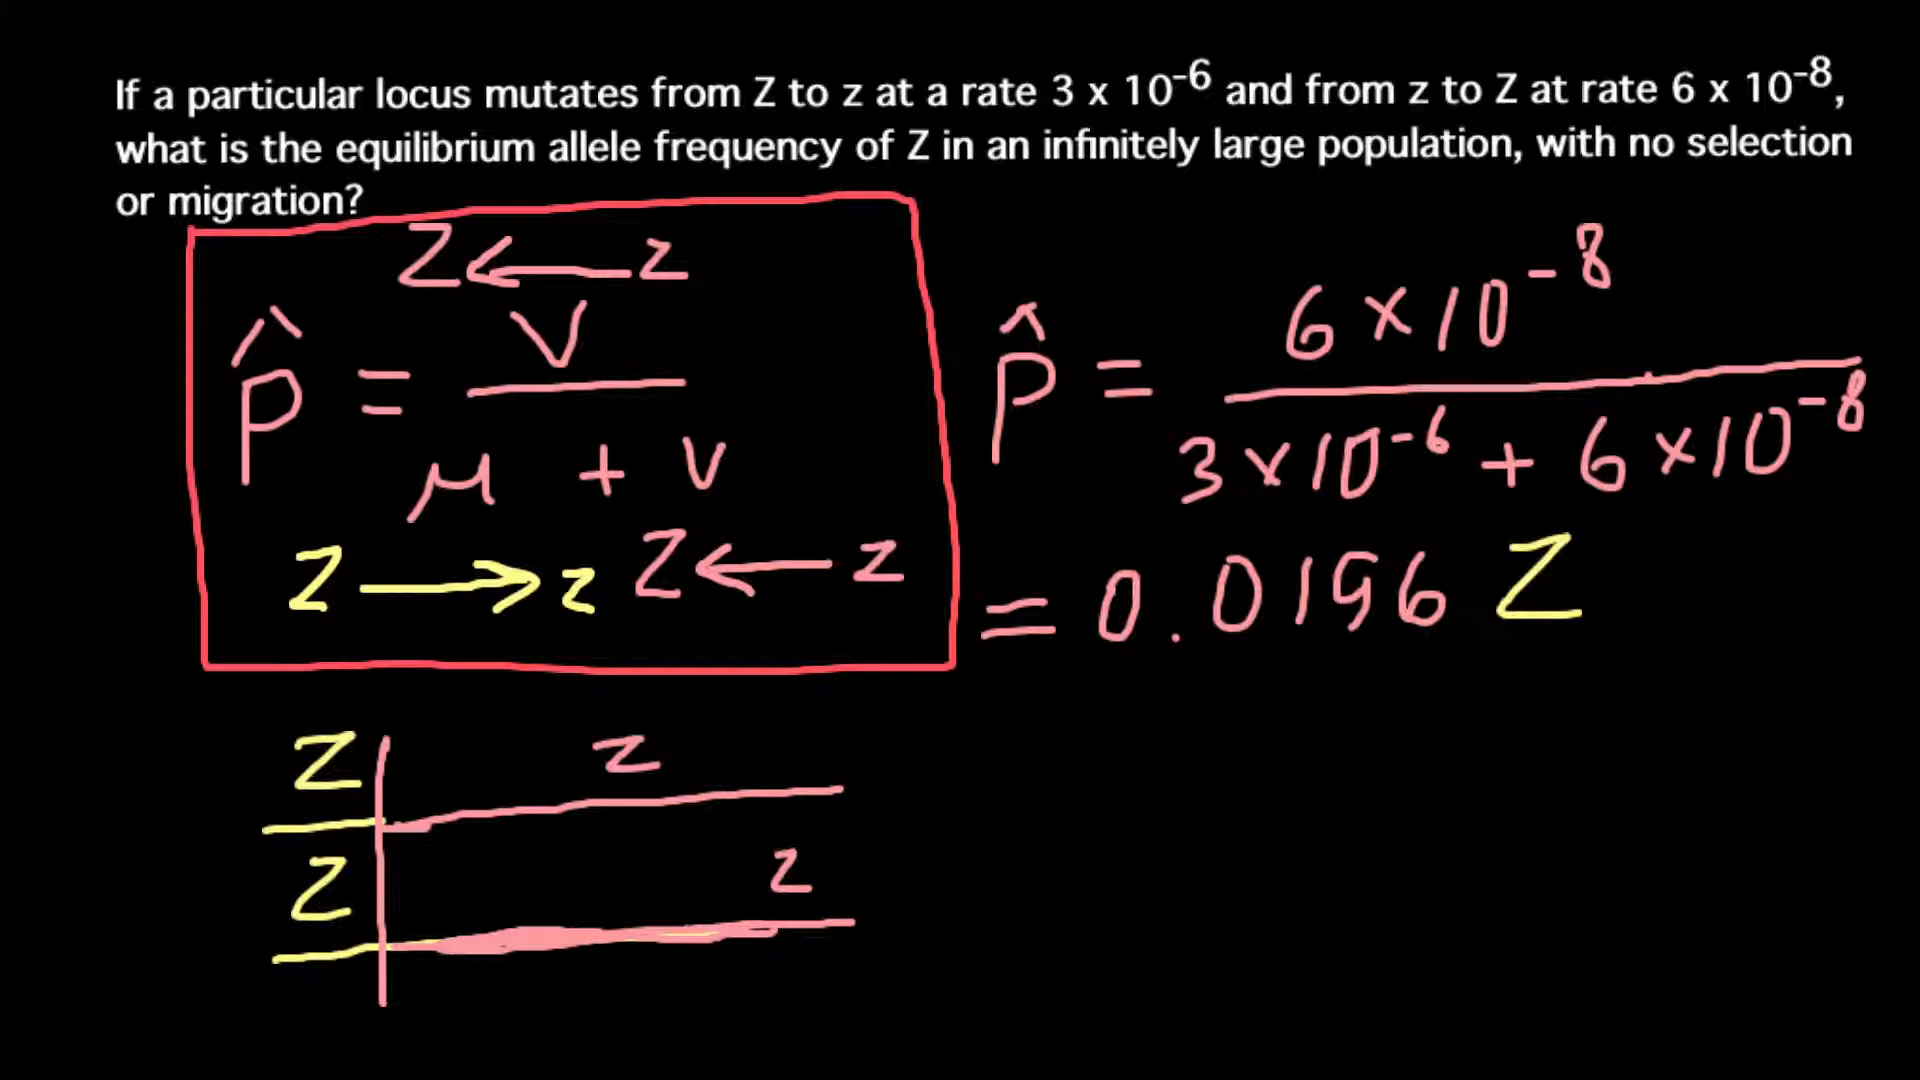 If a particular locus mutates from Z to z at a rate 3 x 10⁻⁶ and from z to Z at rate 6 x 10⁻⁸,
what is the equilibrium allele frequency of Z in an infinitely large population, with no selection
or migration?
Z ← z
p̂ = v / μ + v
Z → z Z ← z
p̂ = 6 × 10⁻⁸ / 3 × 10⁻⁶ + 6 × 10⁻⁸
= 0.0196 Z
Z z
Z z